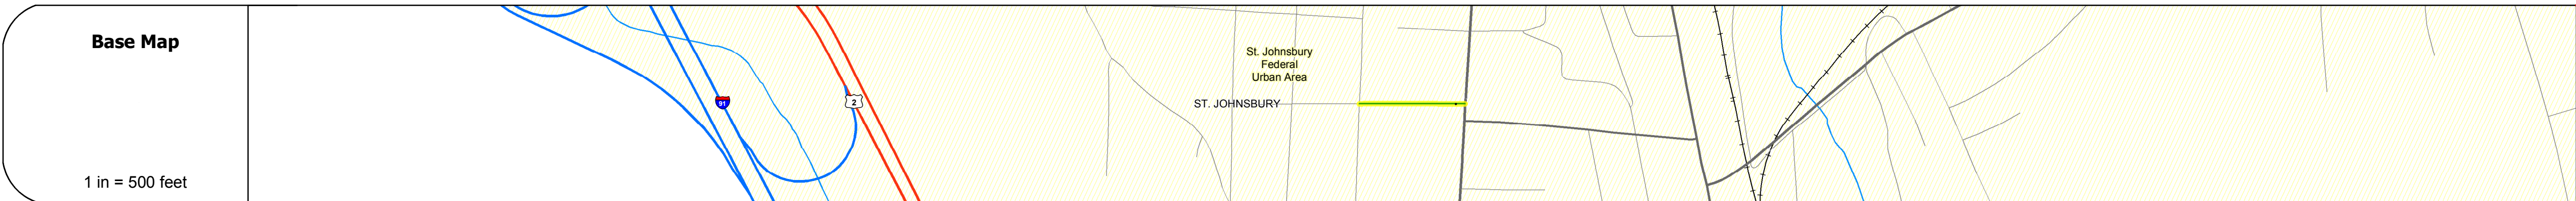 Base Map
1 in = 500 feet
91
2
St. Johnsbury
Federal
Urban Area
ST. JOHNSBURY